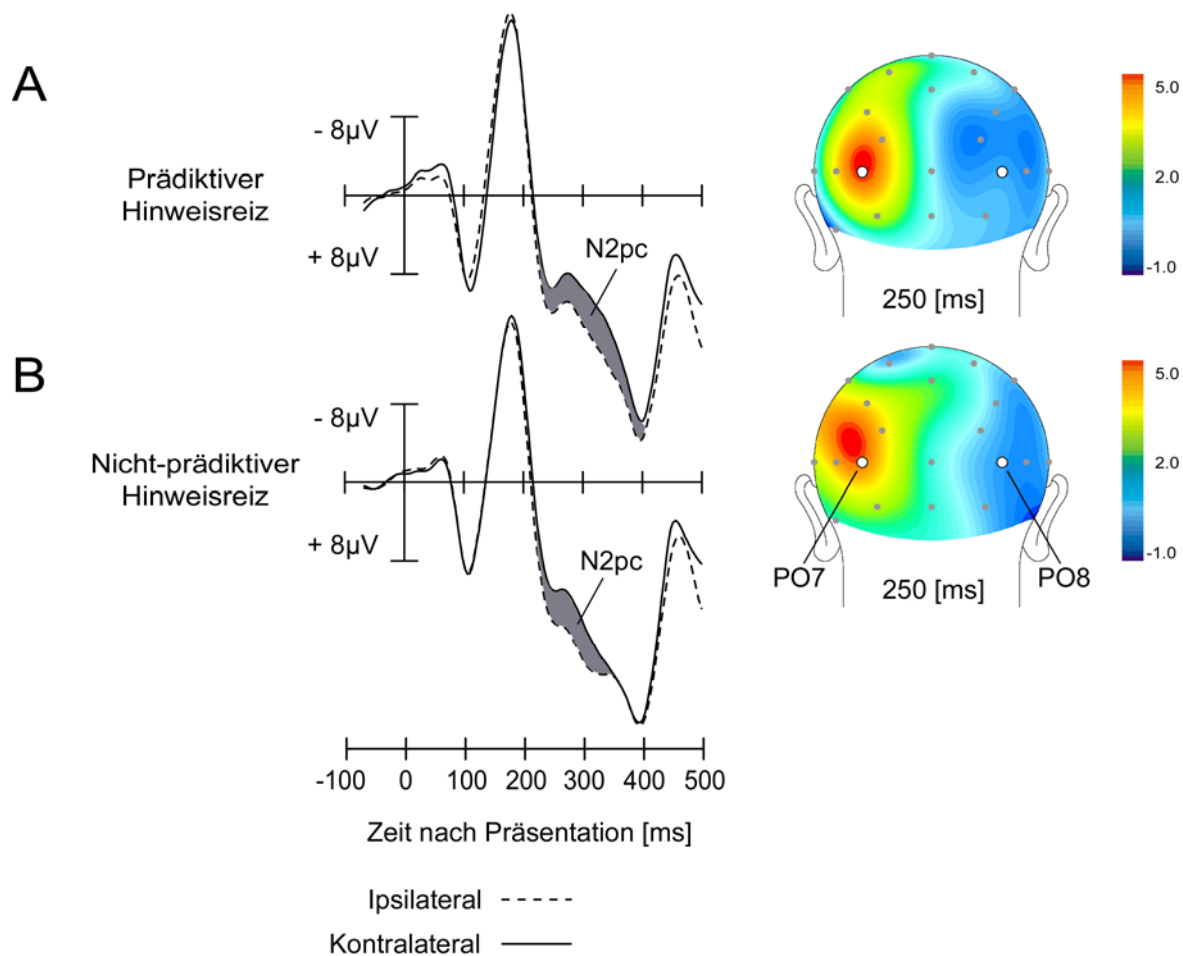 A
Prädiktiver
Hinweisreiz
- 8µV
+ 8µV
N2pc
5.0
2.0
-1.0
250 [ms]
B
Nicht-prädiktiver
Hinweisreiz
- 8µV
+ 8µV
N2pc
5.0
2.0
-1.0
PO7
PO8
250 [ms]
-100 0 100 200 300 400 500
Zeit nach Präsentation [ms]
Ipsilateral
Kontralateral